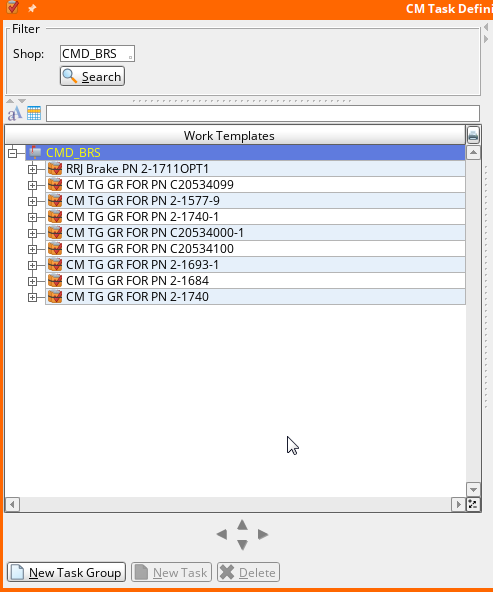 CM Task Defini
Filter
Shop: CMD_BRS
Search
Work Templates
CMD_BRS
RRJ Brake PN 2-1711OPT1
CM TG GR FOR PN C20534099
CM TG GR FOR PN 2-1577-9
CM TG GR FOR PN 2-1740-1
CM TG GR FOR PN C20534000-1
CM TG GR FOR PN C20534100
CM TG GR FOR PN 2-1693-1
CM TG GR FOR PN 2-1684
CM TG GR FOR PN 2-1740
New Task Group New Task Delete